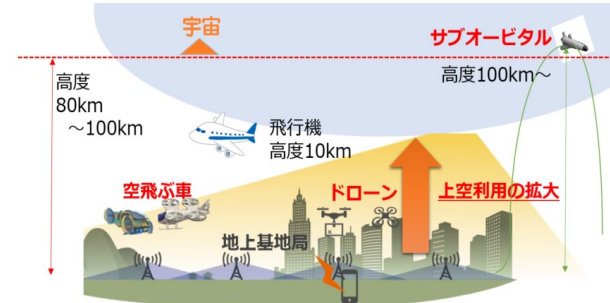 宇宙
サブオービタル
高度100km~
高度
80km
~100km
飛行機
高度10km
空飛ぶ車
ドローン
上空利用の拡大
地上基地局